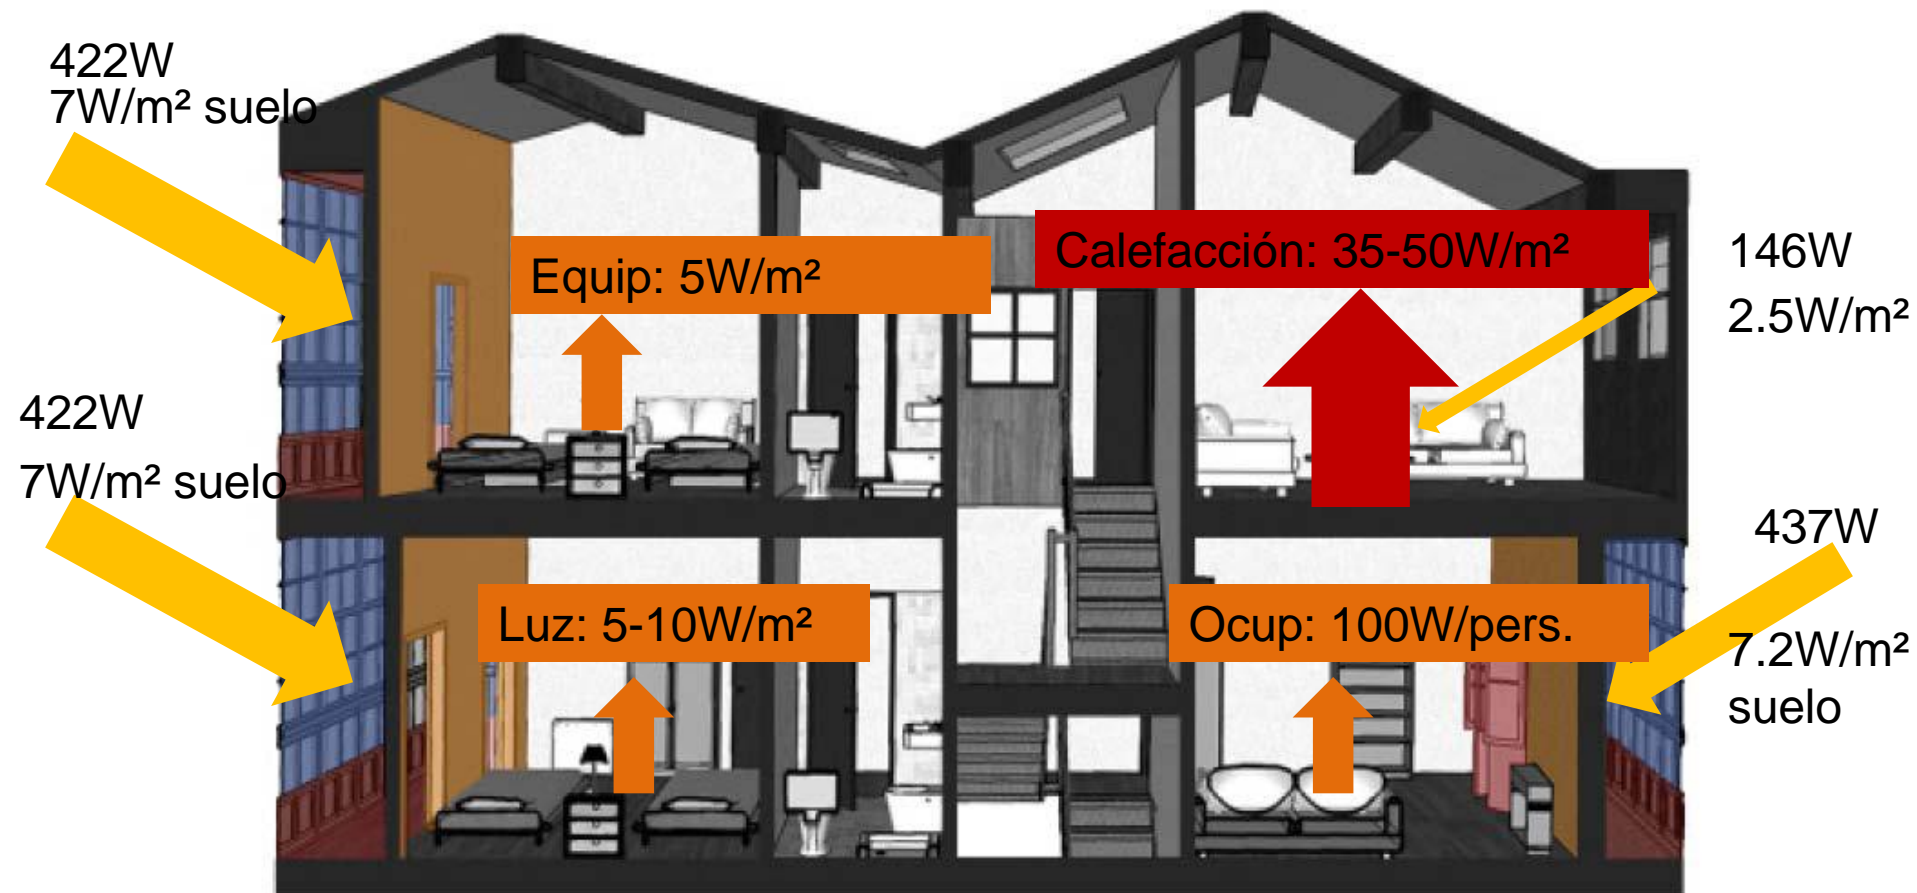 422W
7W/m² suelo
Equip: 5W/m²
Calefacción: 35-50W/m²
146W
2.5W/m²
422W
7W/m² suelo
437W
Luz: 5-10W/m²
Ocup: 100W/pers.
7.2W/m²
suelo